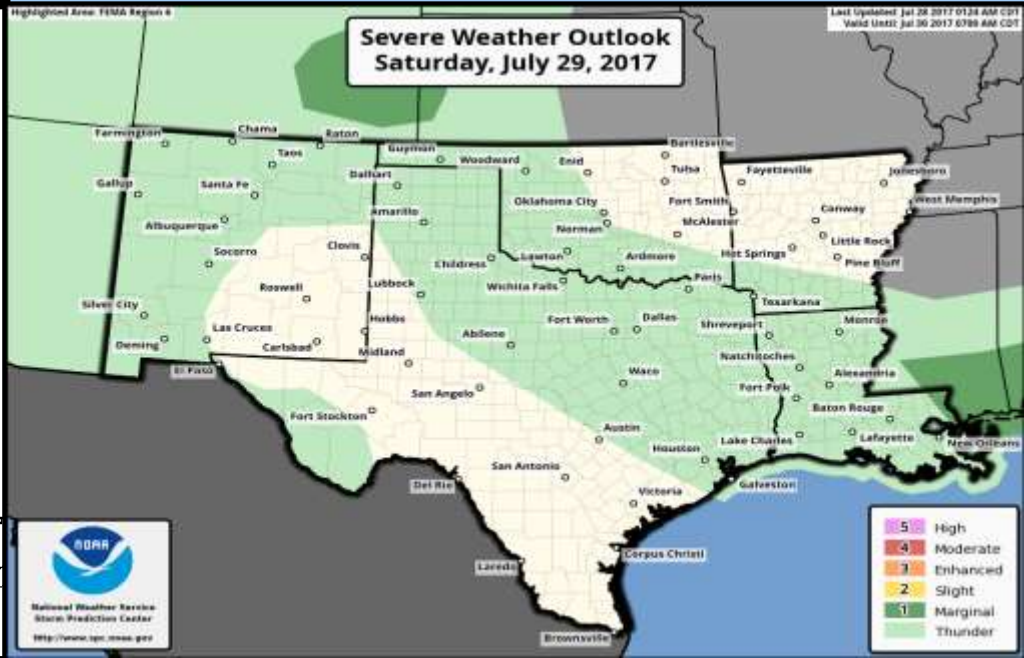 Highlighted Area: FEMA Region 6
Last Updated: Jul 28 2017 0124 AM CDT
Valid Until: Jul 30 2017 0700 AM CDT
Severe Weather Outlook
Saturday, July 29, 2017
Farmington
Chama
Raton
Taos
Guymon
Woodward
Enid
Bartlesville
Tulsa
Fayetteville
Jonesboro
Gallup
Santa Fe
Dalhart
Oklahoma City
Fort Smith
Conway
West Memphis
Albuquerque
Amarillo
Norman
McAlester
Little Rock
Socorro
Clovis
Childress
Lawton
Ardmore
Hot Springs
Pine Bluff
Roswell
Lubbock
Wichita Falls
Paris
Texarkana
Silver City
Las Cruces
Hobbs
Abilene
Fort Worth
Dallas
Shreveport
Monroe
Deming
Carlsbad
Midland
Natchitoches
El Paso
San Angelo
Waco
Fort Polk
Alexandria
Fort Stockton
Austin
Baton Rouge
Houston
Lake Charles
Lafayette
New Orleans
San Antonio
Del Rio
Victoria
Galveston
Corpus Christi
Laredo
Brownsville
NOAA
National Weather Service
Storm Prediction Center
http://www.spc.noaa.gov
5 High
4 Moderate
3 Enhanced
2 Slight
1 Marginal
Thunder